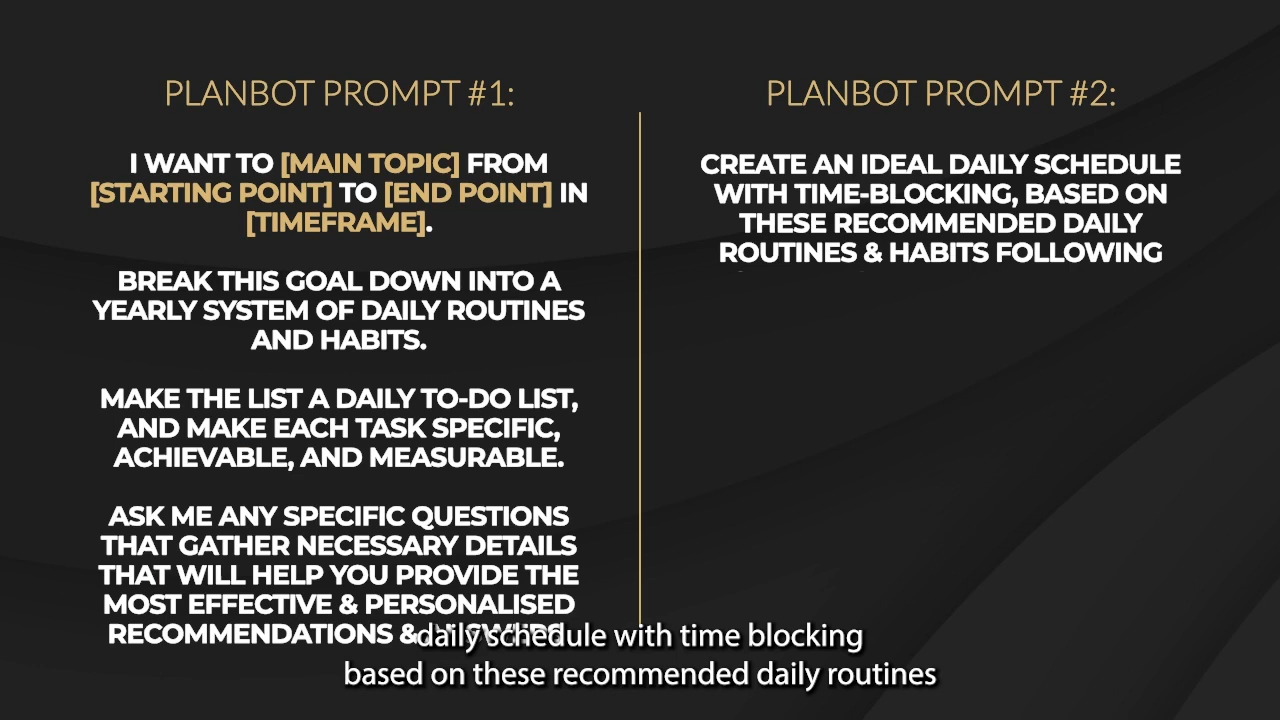 PLANBOT PROMPT #1:
I WANT TO [MAIN TOPIC] FROM
[STARTING POINT] TO [END POINT] IN
[TIMEFRAME].
BREAK THIS GOAL DOWN INTO A
YEARLY SYSTEM OF DAILY ROUTINES
AND HABITS.
MAKE THE LIST A DAILY TO-DO LIST,
AND MAKE EACH TASK SPECIFIC,
ACHIEVABLE, AND MEASURABLE.
ASK ME ANY SPECIFIC QUESTIONS
THAT GATHER NECESSARY DETAILS
THAT WILL HELP YOU PROVIDE THE
MOST EFFECTIVE & PERSONALISED
RECOMMENDATIONS &
PLANBOT PROMPT #2:
CREATE AN IDEAL DAILY SCHEDULE
WITH TIME-BLOCKING, BASED ON
THESE RECOMMENDED DAILY
ROUTINES & HABITS FOLLOWING
daily schedule with time blocking
based on these recommended daily routines